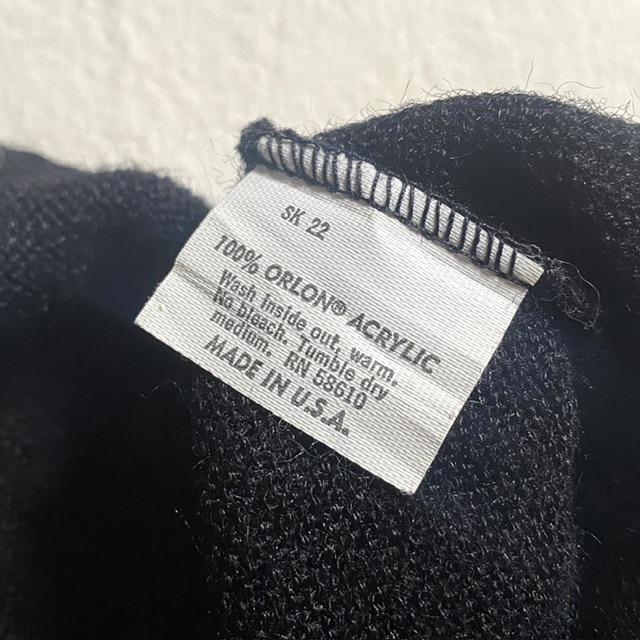 SK 22
100% ORLON® ACRYLIC
Wash inside out, warm.
No bleach. Tumble dry
medium. RN 58610
MADE IN U.S.A.